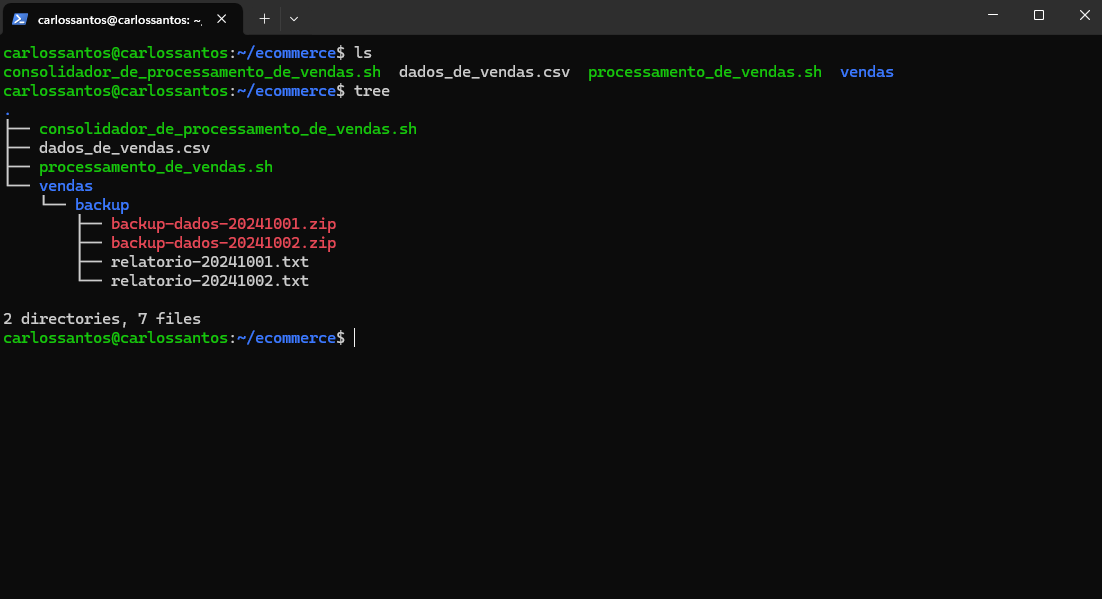 carlossantos@carlossantos: ~
carlossantos@carlossantos:~/ecommerce$ ls
consolidador_de_processamento_de_vendas.sh  dados_de_vendas.csv  processamento_de_vendas.sh  vendas
carlossantos@carlossantos:~/ecommerce$ tree
.
├── consolidador_de_processamento_de_vendas.sh
├── dados_de_vendas.csv
├── processamento_de_vendas.sh
└── vendas
    └── backup
        ├── backup-dados-20241001.zip
        ├── backup-dados-20241002.zip
        ├── relatorio-20241001.txt
        └── relatorio-20241002.txt
2 directories, 7 files
carlossantos@carlossantos:~/ecommerce$